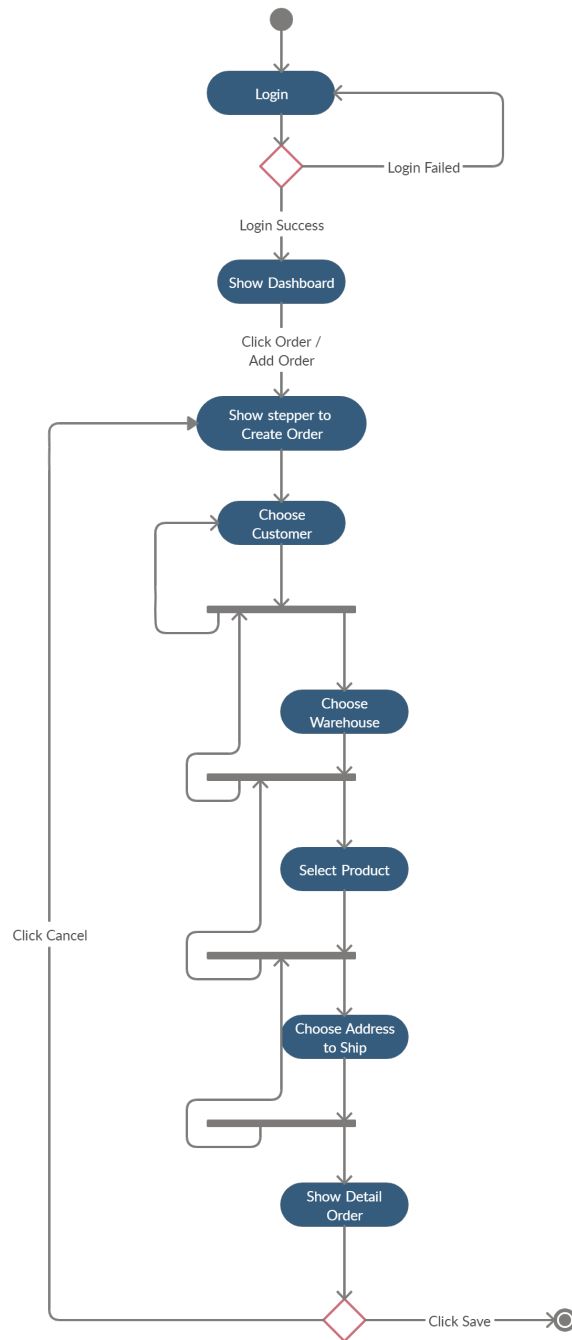 Login
Login Failed
Login Success
Show Dashboard
Click Order /
Add Order
Show stepper to
Create Order
Choose
Customer
Choose
Warehouse
Select Product
Click Cancel
Choose Address
to Ship
Show Detail
Order
Click Save